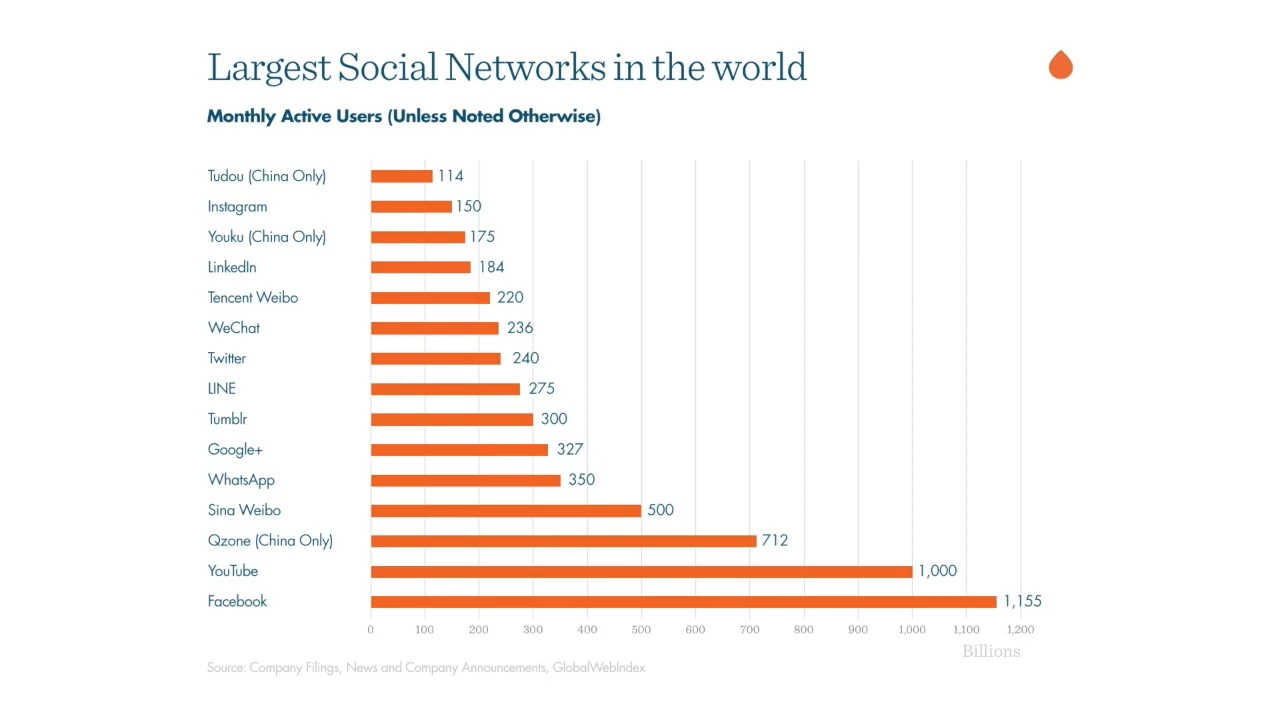 Largest Social Networks in the world
Monthly Active Users (Unless Noted Otherwise)
Tudou (China Only) 114
Instagram 150
Youku (China Only) 175
LinkedIn 184
Tencent Weibo 220
WeChat 236
Twitter 240
LINE 275
Tumblr 300
Google+ 327
WhatsApp 350
Sina Weibo 500
Qzone (China Only) 712
YouTube 1,000
Facebook 1,155
0 100 200 300 400 500 600 700 800 900 1,000 1,100 1,200
Billions
Source: Company Filings, News and Company Announcements, GlobalWebIndex